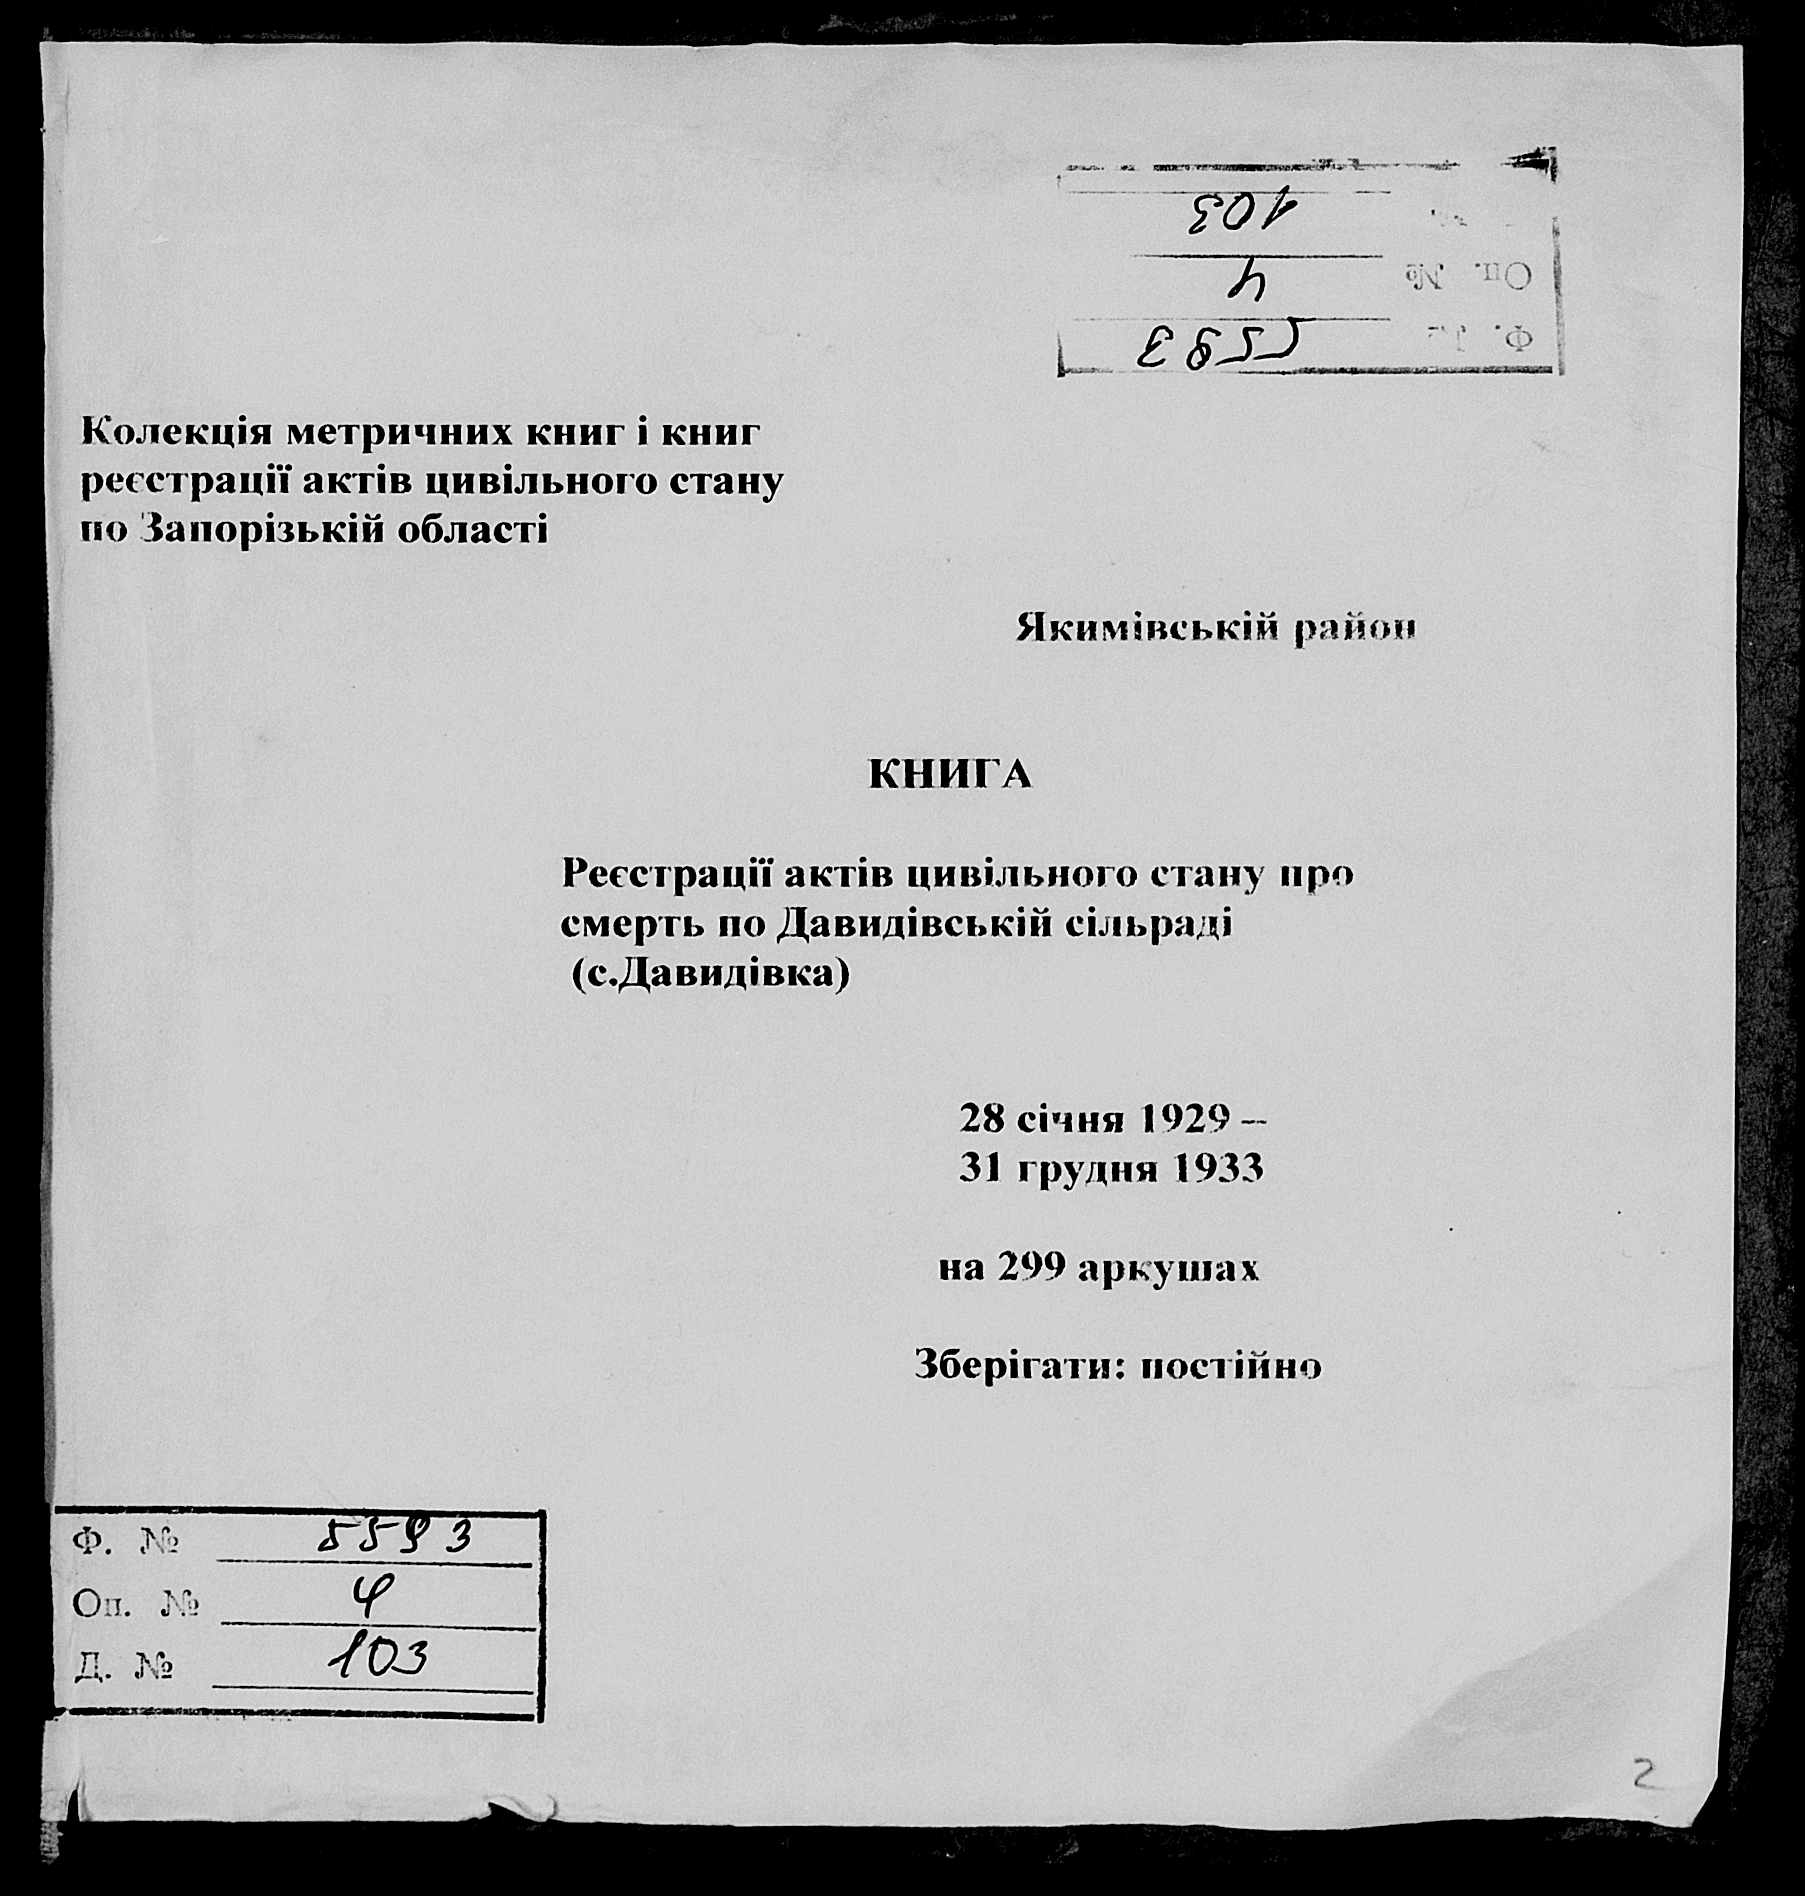 103
Оп. № 4
Ф. № 5593
Колекція метричних книг і книг
реєстрації актів цивільного стану
по Запорізькій області
Якимівській район
КНИГА
Реєстрації актів цивільного стану про
смерть по Давидівській сільраді
(с.Давидівка)
28 січня 1929 –
31 грудня 1933
на 299 аркушах
Зберігати: постійно
Ф. № 5593
Оп. № 4
Д. № 103
2